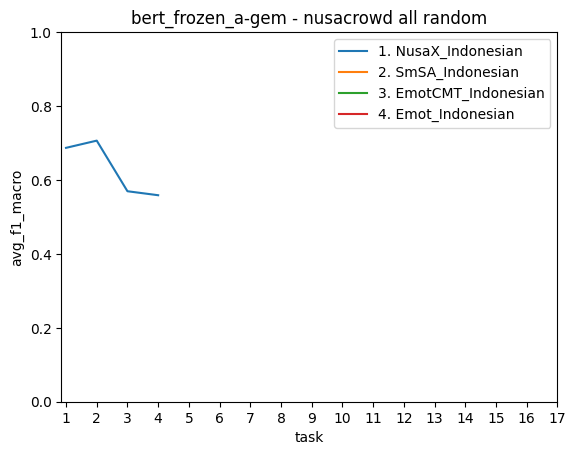 bert_frozen_a-gem - nusacrowd all random
1. NusaX_Indonesian
2. SmSA_Indonesian
3. EmotCMT_Indonesian
4. Emot_Indonesian
1.0
0.8
0.6
0.4
0.2
0.0
avg_f1_macro
1 2 3 4 5 6 7 8 9 10 11 12 13 14 15 16 17
task